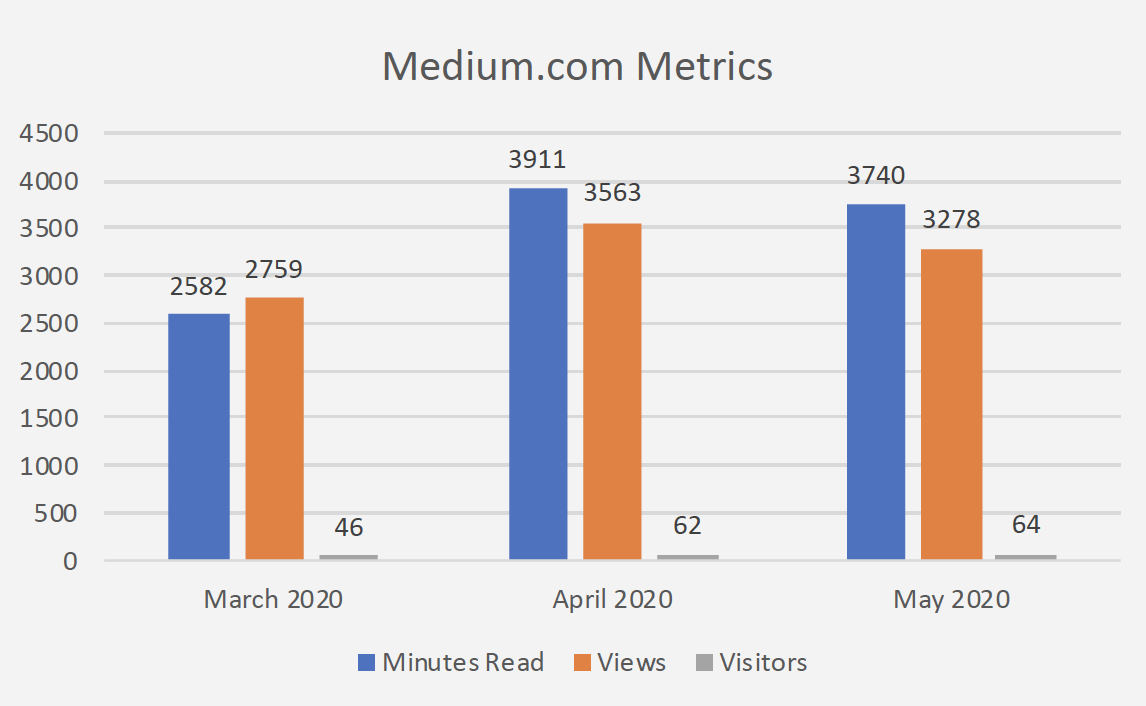 Medium.com Metrics
4500
4000
3500
3000
2500
2000
1500
1000
500
0
2582
2759
46
3911
3563
62
3740
3278
64
March 2020
April 2020
May 2020
Minutes Read
Views
Visitors